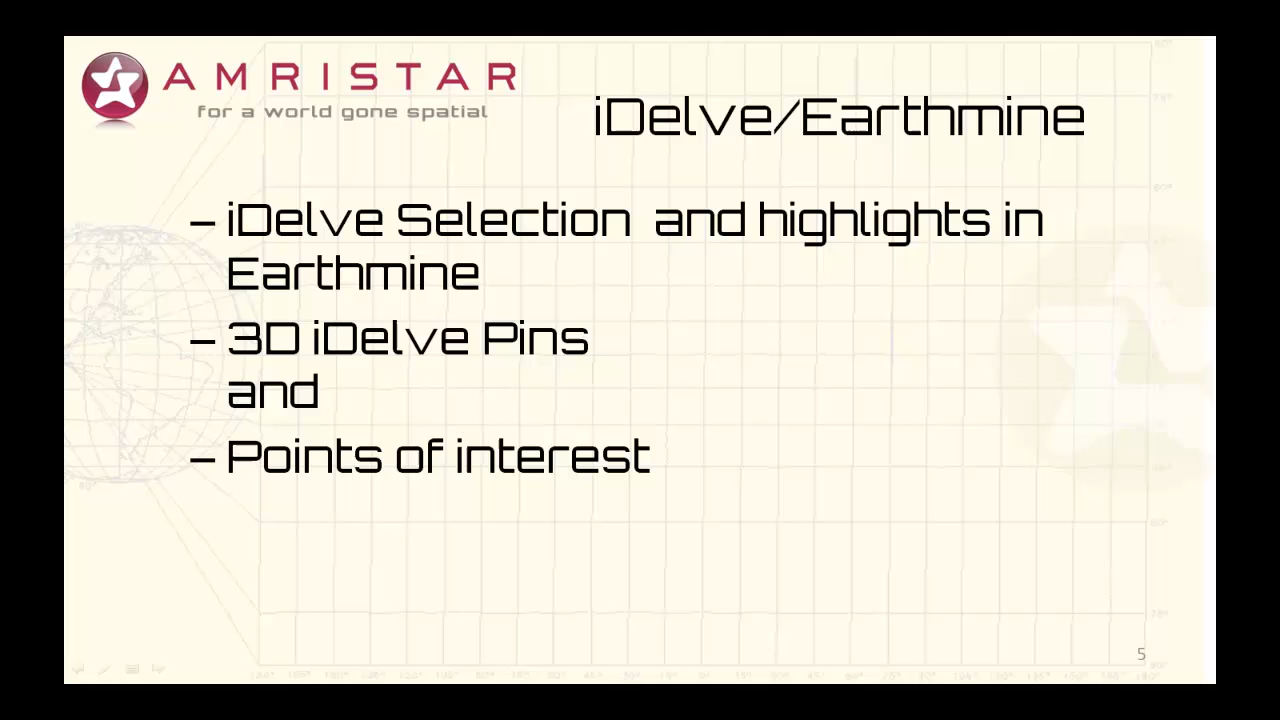 AMRISTAR
for a world gone spatial
iDelve/Earthmine
– iDelve Selection and highlights in
Earthmine
– 3D iDelve Pins
and
– Points of interest
5